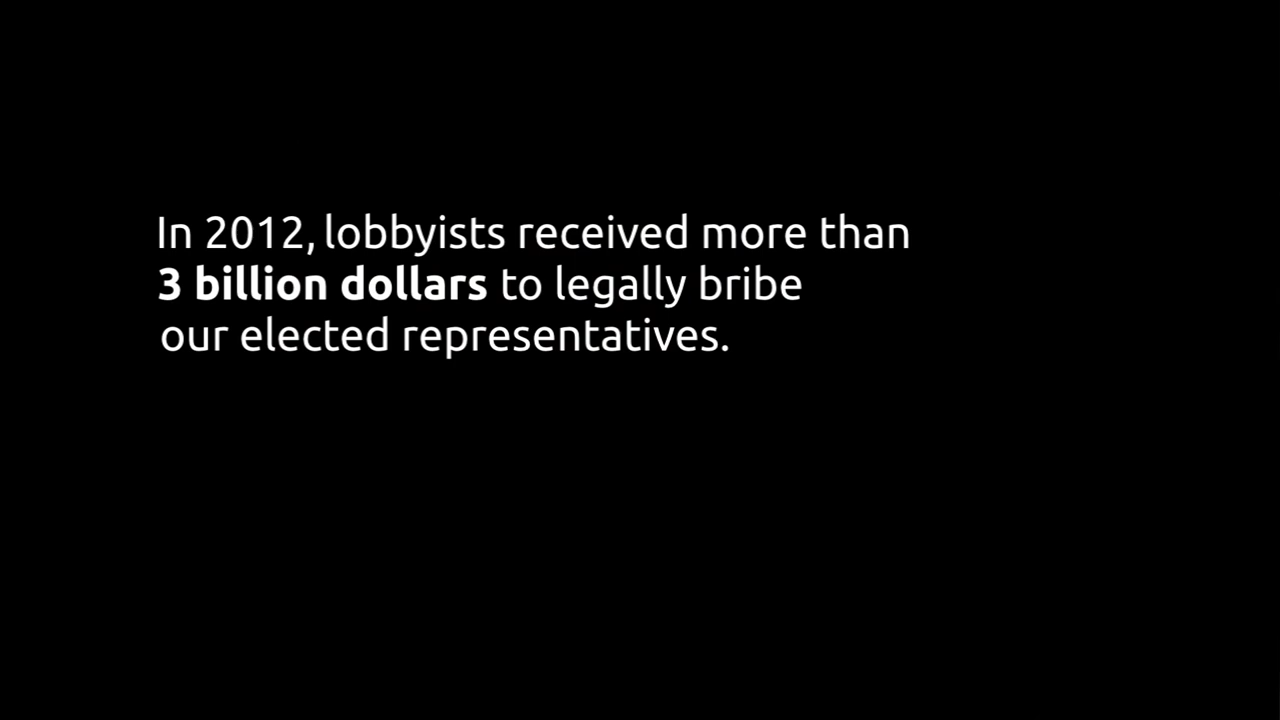 In 2012, lobbyists received more than
3 billion dollars to legally bribe
our elected representatives.